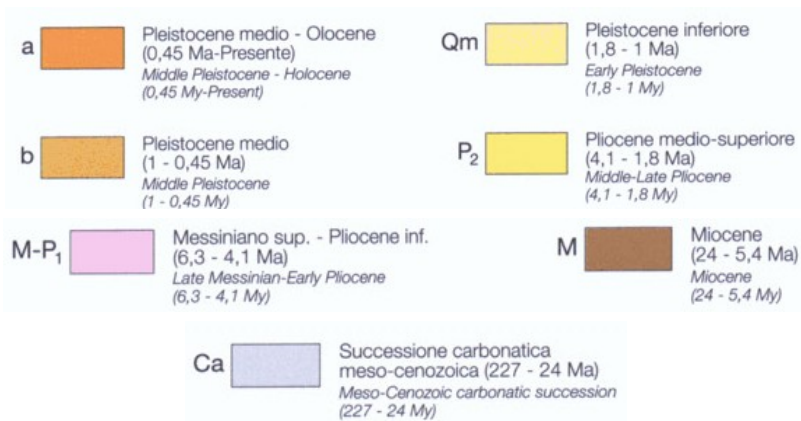 a
Pleistocene medio - Olocene
(0,45 Ma-Presente)
Middle Pleistocene - Holocene
(0,45 My-Present)
Qm
Pleistocene inferiore
(1,8 - 1 Ma)
Early Pleistocene
(1,8 - 1 My)
b
Pleistocene medio
(1 - 0,45 Ma)
Middle Pleistocene
(1 - 0,45 My)
P2
Pliocene medio-superiore
(4,1 - 1,8 Ma)
Middle-Late Pliocene
(4,1 - 1,8 My)
M-P1
Messiniano sup. - Pliocene inf.
(6,3 - 4,1 Ma)
Late Messinian-Early Pliocene
(6,3 - 4,1 My)
M
Miocene
(24 - 5,4 Ma)
Miocene
(24 - 5,4 My)
Ca
Successione carbonatica
meso-cenozoica (227 - 24 Ma)
Meso-Cenozoic carbonatic succession
(227 - 24 My)